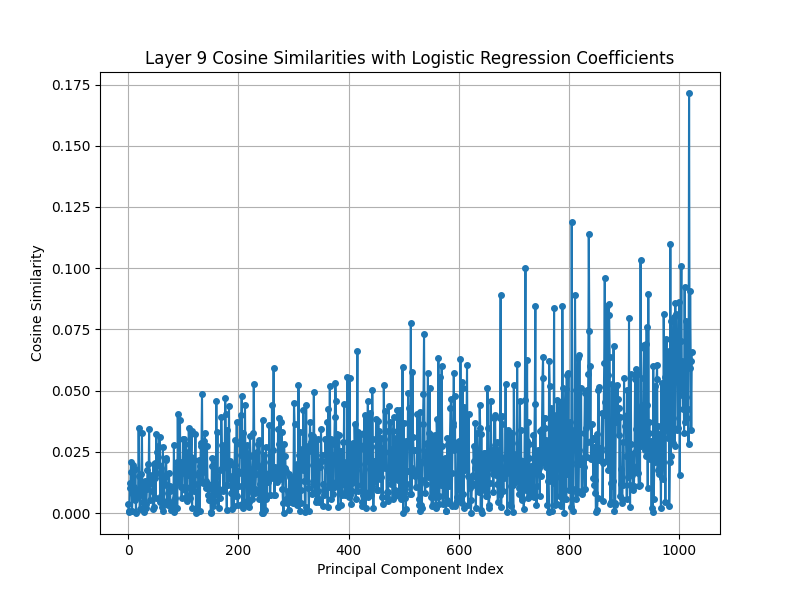 Layer 9 Cosine Similarities with Logistic Regression Coefficients
0.175
0.150
0.125
0.100
0.075
0.050
0.025
0.000
Cosine Similarity
0 200 400 600 800 1000
Principal Component Index